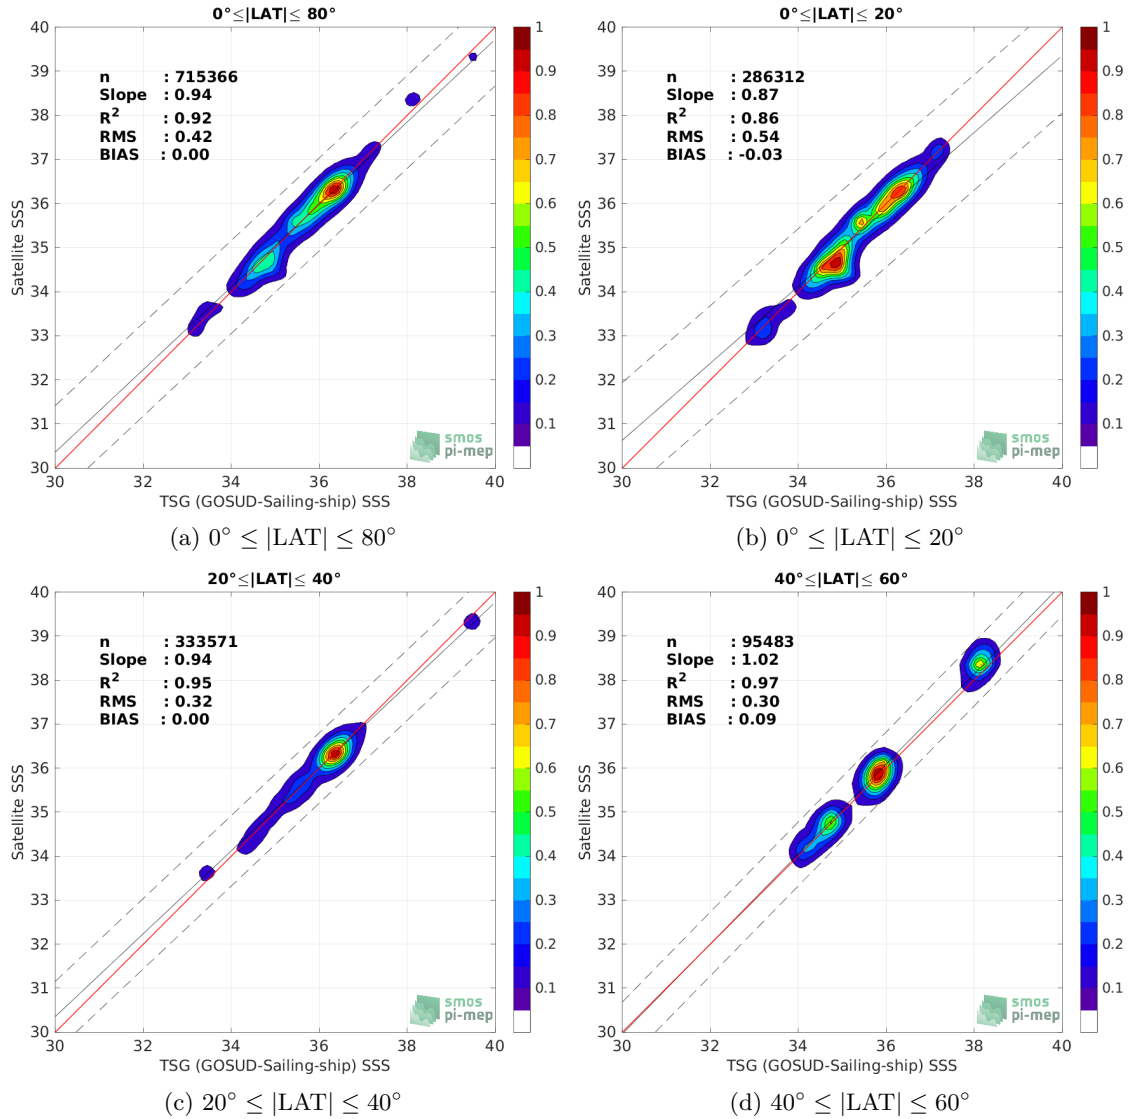 0°≤|LAT|≤ 80°
40
39
38
37
36
35
34
33
32
31
30
30
32
34
36
38
40
Satellite SSS
TSG (GOSUD-Sailing-ship) SSS
n : 715366
Slope : 0.94
R² : 0.92
RMS : 0.42
BIAS : 0.00
smos
pi-mep
1
0.9
0.8
0.7
0.6
0.5
0.4
0.3
0.2
0.1
(a) 0° ≤ |LAT| ≤ 80°
0°≤|LAT|≤ 20°
40
39
38
37
36
35
34
33
32
31
30
30
32
34
36
38
40
Satellite SSS
TSG (GOSUD-Sailing-ship) SSS
n : 286312
Slope : 0.87
R² : 0.86
RMS : 0.54
BIAS : -0.03
smos
pi-mep
1
0.9
0.8
0.7
0.6
0.5
0.4
0.3
0.2
0.1
(b) 0° ≤ |LAT| ≤ 20°
20°≤|LAT|≤ 40°
40
39
38
37
36
35
34
33
32
31
30
30
32
34
36
38
40
Satellite SSS
TSG (GOSUD-Sailing-ship) SSS
n : 333571
Slope : 0.94
R² : 0.95
RMS : 0.32
BIAS : 0.00
smos
pi-mep
1
0.9
0.8
0.7
0.6
0.5
0.4
0.3
0.2
0.1
(c) 20° ≤ |LAT| ≤ 40°
40°≤|LAT|≤ 60°
40
39
38
37
36
35
34
33
32
31
30
30
32
34
36
38
40
Satellite SSS
TSG (GOSUD-Sailing-ship) SSS
n : 95483
Slope : 1.02
R² : 0.97
RMS : 0.30
BIAS : 0.09
smos
pi-mep
1
0.9
0.8
0.7
0.6
0.5
0.4
0.3
0.2
0.1
(d) 40° ≤ |LAT| ≤ 60°